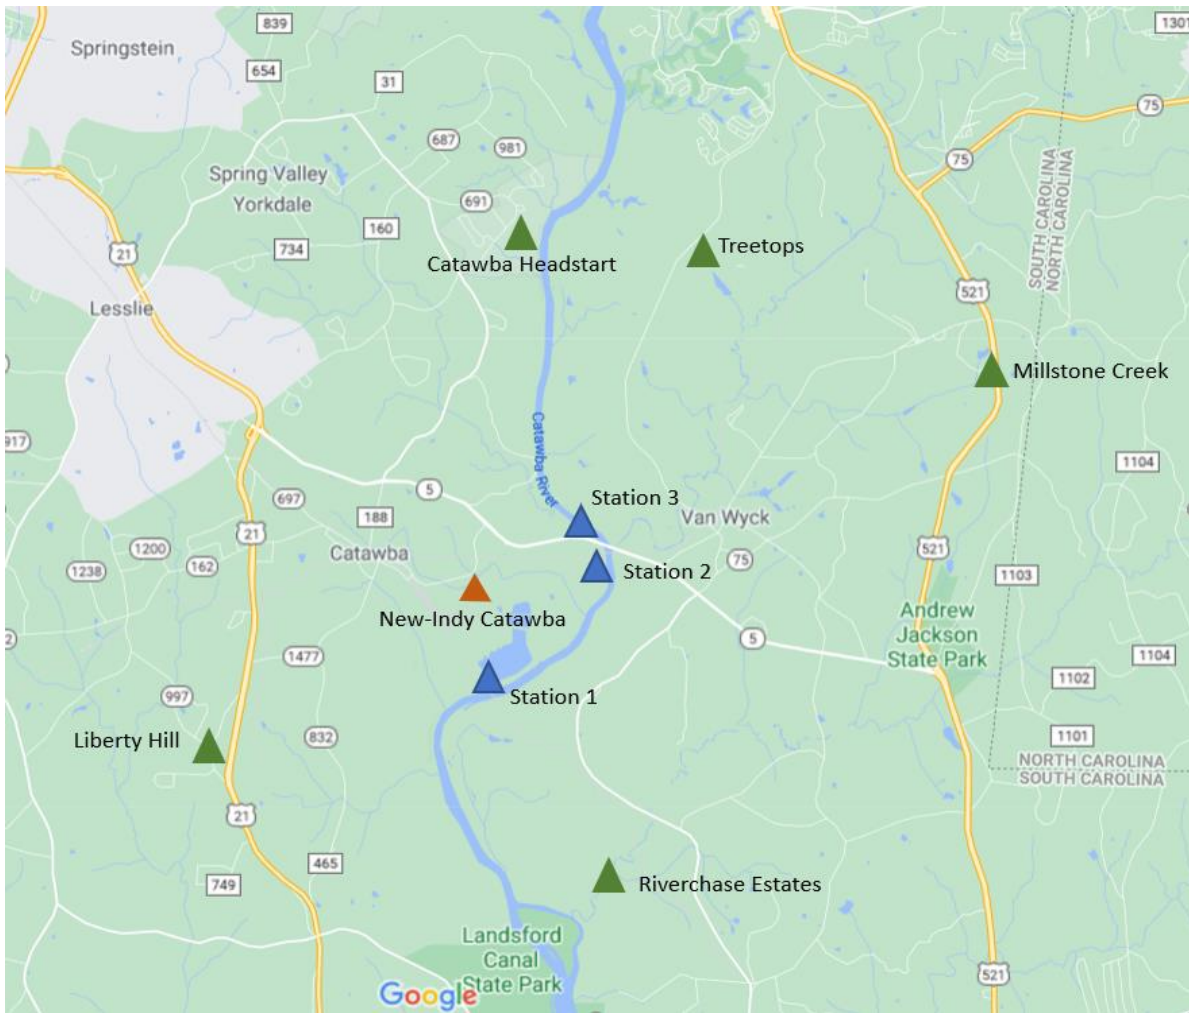 839
1301
Springstein
654
31
75
687
981
75
Spring Valley
Yorkdale
691
160
SOUTH CAROLINA
NORTH CAROLINA
734
21
Treetops
Catawba Headstart
521
Lesslie
Millstone Creek
917
Catawba River
1104
5
697
Station 3
188
Van Wyck
21
1200
Catawba
521
162
75
1238
Station 2
1103
New-Indy Catawba
Andrew
Jackson
State Park
2
5
1477
1104
1102
997
Station 1
Liberty Hill
832
1101
NORTH CAROLINA
SOUTH CAROLINA
21
465
749
Riverchase Estates
Landsford
Canal
State Park
521
Google